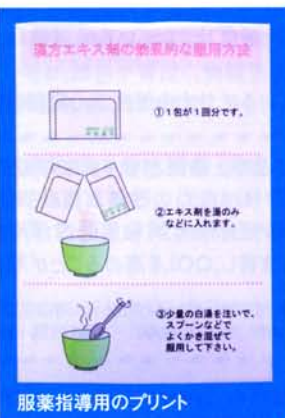 漢方エキス剤の効果的な服用方法
①1包が1回分です。
②エキス剤を湯のみ
などに入れます。
③少量の白湯を注いで、
スプーンなどで
よくかき混ぜて
服用して下さい。
服薬指導用のプリント